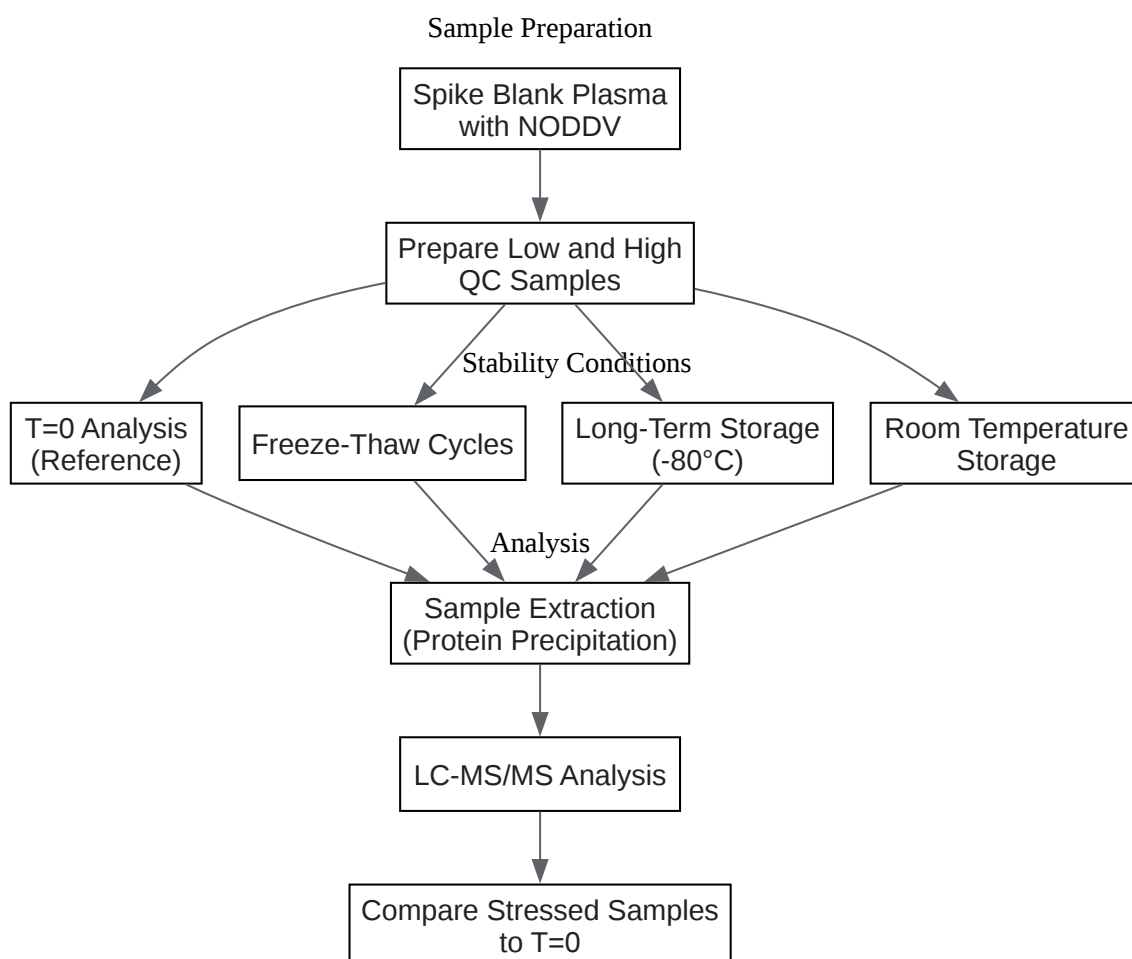 Sample Preparation
Spike Blank Plasma
with NODDV
Prepare Low and High
QC Samples
Stability Conditions
T=0 Analysis
(Reference)
Freeze-Thaw Cycles
Long-Term Storage
(-80°C)
Room Temperature
Storage
Analysis
Sample Extraction
(Protein Precipitation)
LC-MS/MS Analysis
Compare Stressed Samples
to T=0